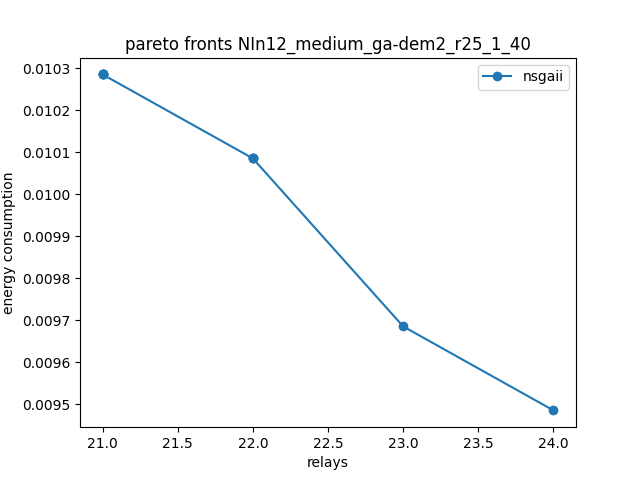 pareto fronts NIn12_medium_ga-dem2_r25_1_40
nsgaii
0.0103
0.0102
0.0101
0.0100
0.0099
0.0098
0.0097
0.0096
0.0095
energy consumption
21.0 21.5 22.0 22.5 23.0 23.5 24.0
relays